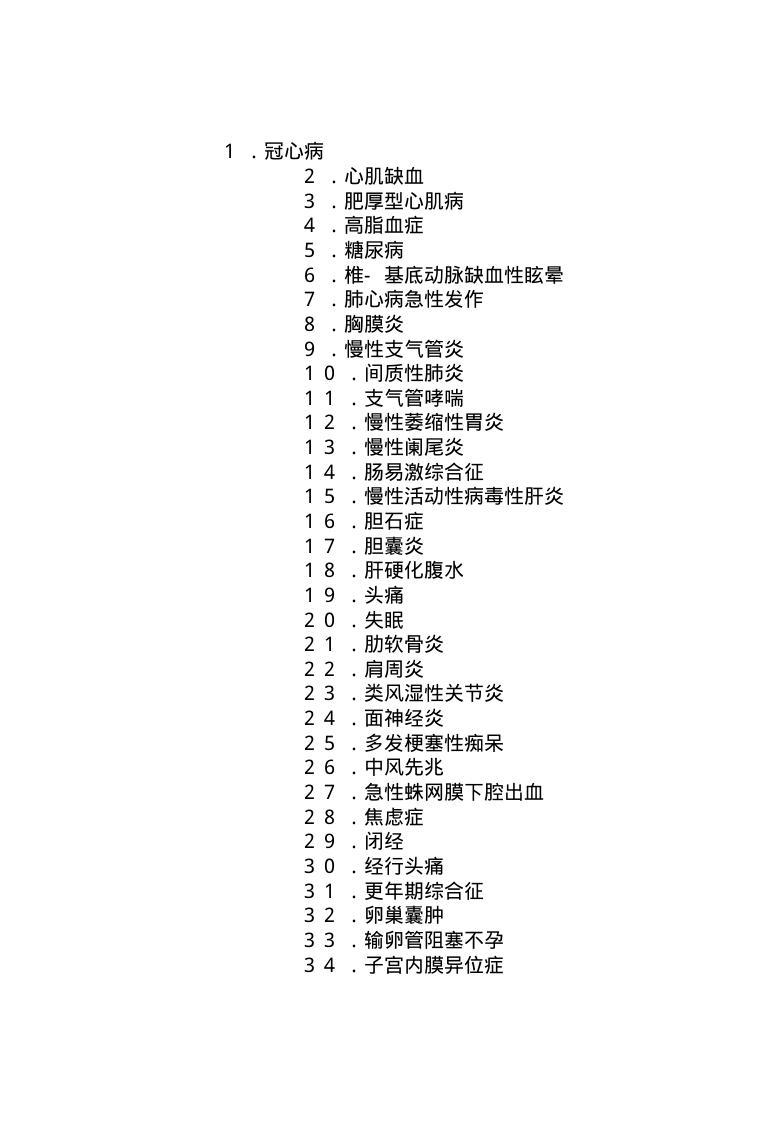 1 .冠心病
2 .心肌缺血
3 .肥厚型心肌病
4 .高脂血症
5 .糖尿病
6 .椎- 基底动脉缺血性眩晕
7 .肺心病急性发作
8 .胸膜炎
9 .慢性支气管炎
1 0 .间质性肺炎
1 1 .支气管哮喘
1 2 .慢性萎缩性胃炎
1 3 .慢性阑尾炎
1 4 .肠易激综合征
1 5 .慢性活动性病毒性肝炎
1 6 .胆石症
1 7 .胆囊炎
1 8 .肝硬化腹水
1 9 .头痛
2 0 .失眠
2 1 .肋软骨炎
2 2 .肩周炎
2 3 .类风湿性关节炎
2 4 .面神经炎
2 5 .多发梗塞性痴呆
2 6 .中风先兆
2 7 .急性蛛网膜下腔出血
2 8 .焦虑症
2 9 .闭经
3 0 .经行头痛
3 1 .更年期综合征
3 2 .卵巢囊肿
3 3 .输卵管阻塞不孕
3 4 .子宫内膜异位症